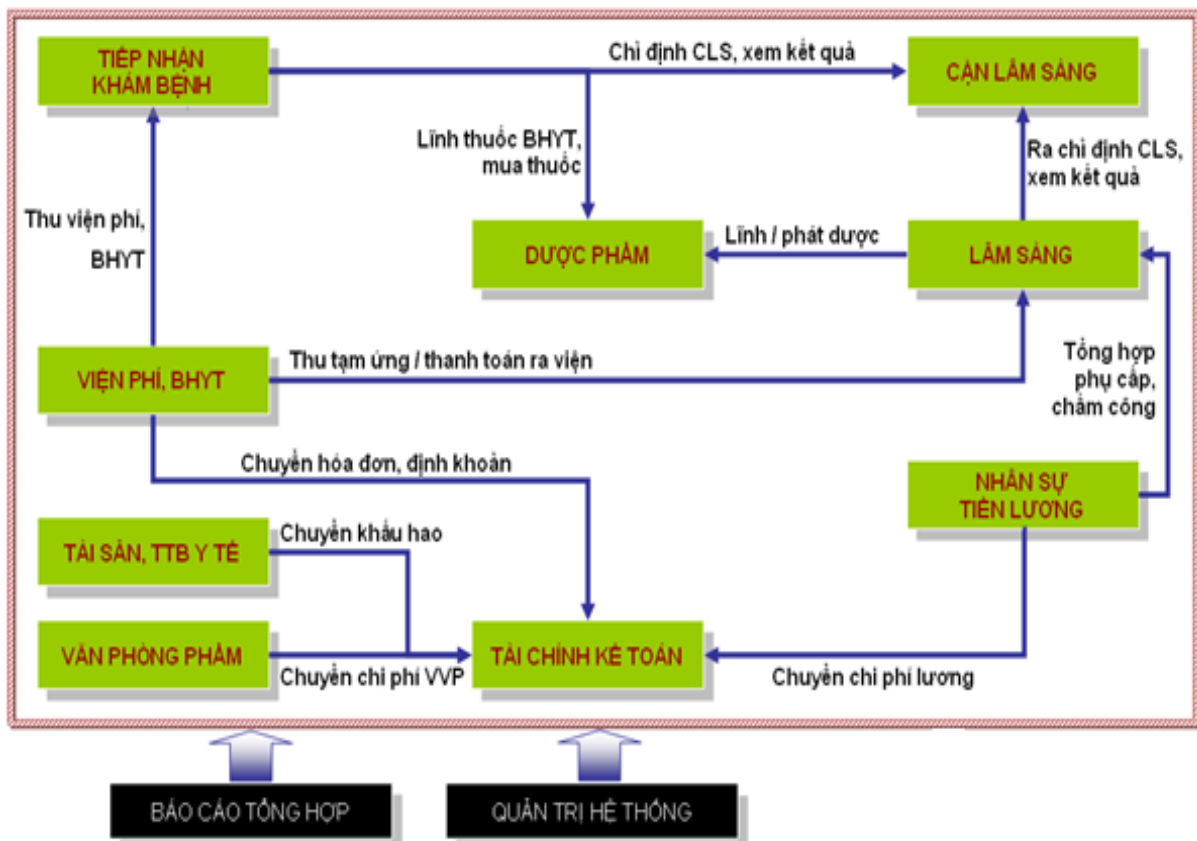 TIẾP NHẬN
KHÁM BỆNH
Chỉ định CLS, xem kết quả
CẬN LÂM SÀNG
Lĩnh thuốc BHYT,
mua thuốc
Ra chỉ định CLS,
xem kết quả
Thu viện phí,
BHYT
DƯỢC PHẨM
Lĩnh / phát dược
LÂM SÀNG
VIỆN PHÍ, BHYT
Thu tạm ứng / thanh toán ra viện
Tổng hợp
phụ cấp,
chấm công
Chuyển hóa đơn, định khoản
NHÂN SỰ
TIỀN LƯƠNG
TÀI SẢN, TTB Y TẾ
Chuyển khấu hao
VĂN PHÒNG PHẨM
Chuyển chi phí VVP
TÀI CHÍNH KẾ TOÁN
Chuyển chi phí lương
BÁO CÁO TỔNG HỢP
QUẢN TRỊ HỆ THỐNG